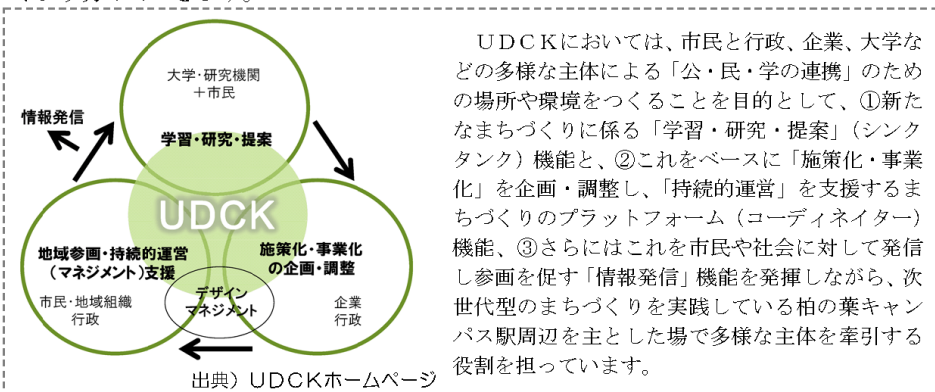 大学・研究機関
+市民
情報発信
学習・研究・提案
UDCK
地域参画・持続的運営
(マネジメント)支援
施策化・事業化
の企画・調整
デザイン
マネジメント
市民・地域組織
行政
企業
行政
出典）UDCKホームページ
UDCKにおいては、市民と行政、企業、大学な
どの多様な主体による「公・民・学の連携」のため
の場所や環境をつくることを目的として、①新た
なまちづくりに係る「学習・研究・提案」（シンク
タンク）機能と、②これをベースに「施策化・事業
化」を企画・調整し、「持続的運営」を支援するま
ちづくりのプラットフォーム（コーディネイター）
機能、③さらにはこれを市民や社会に対して発信
し参画を促す「情報発信」機能を発揮しながら、次
世代型のまちづくりを実践している柏の葉キャン
パス駅周辺を主とした場で多様な主体を牽引する
役割を担っています。